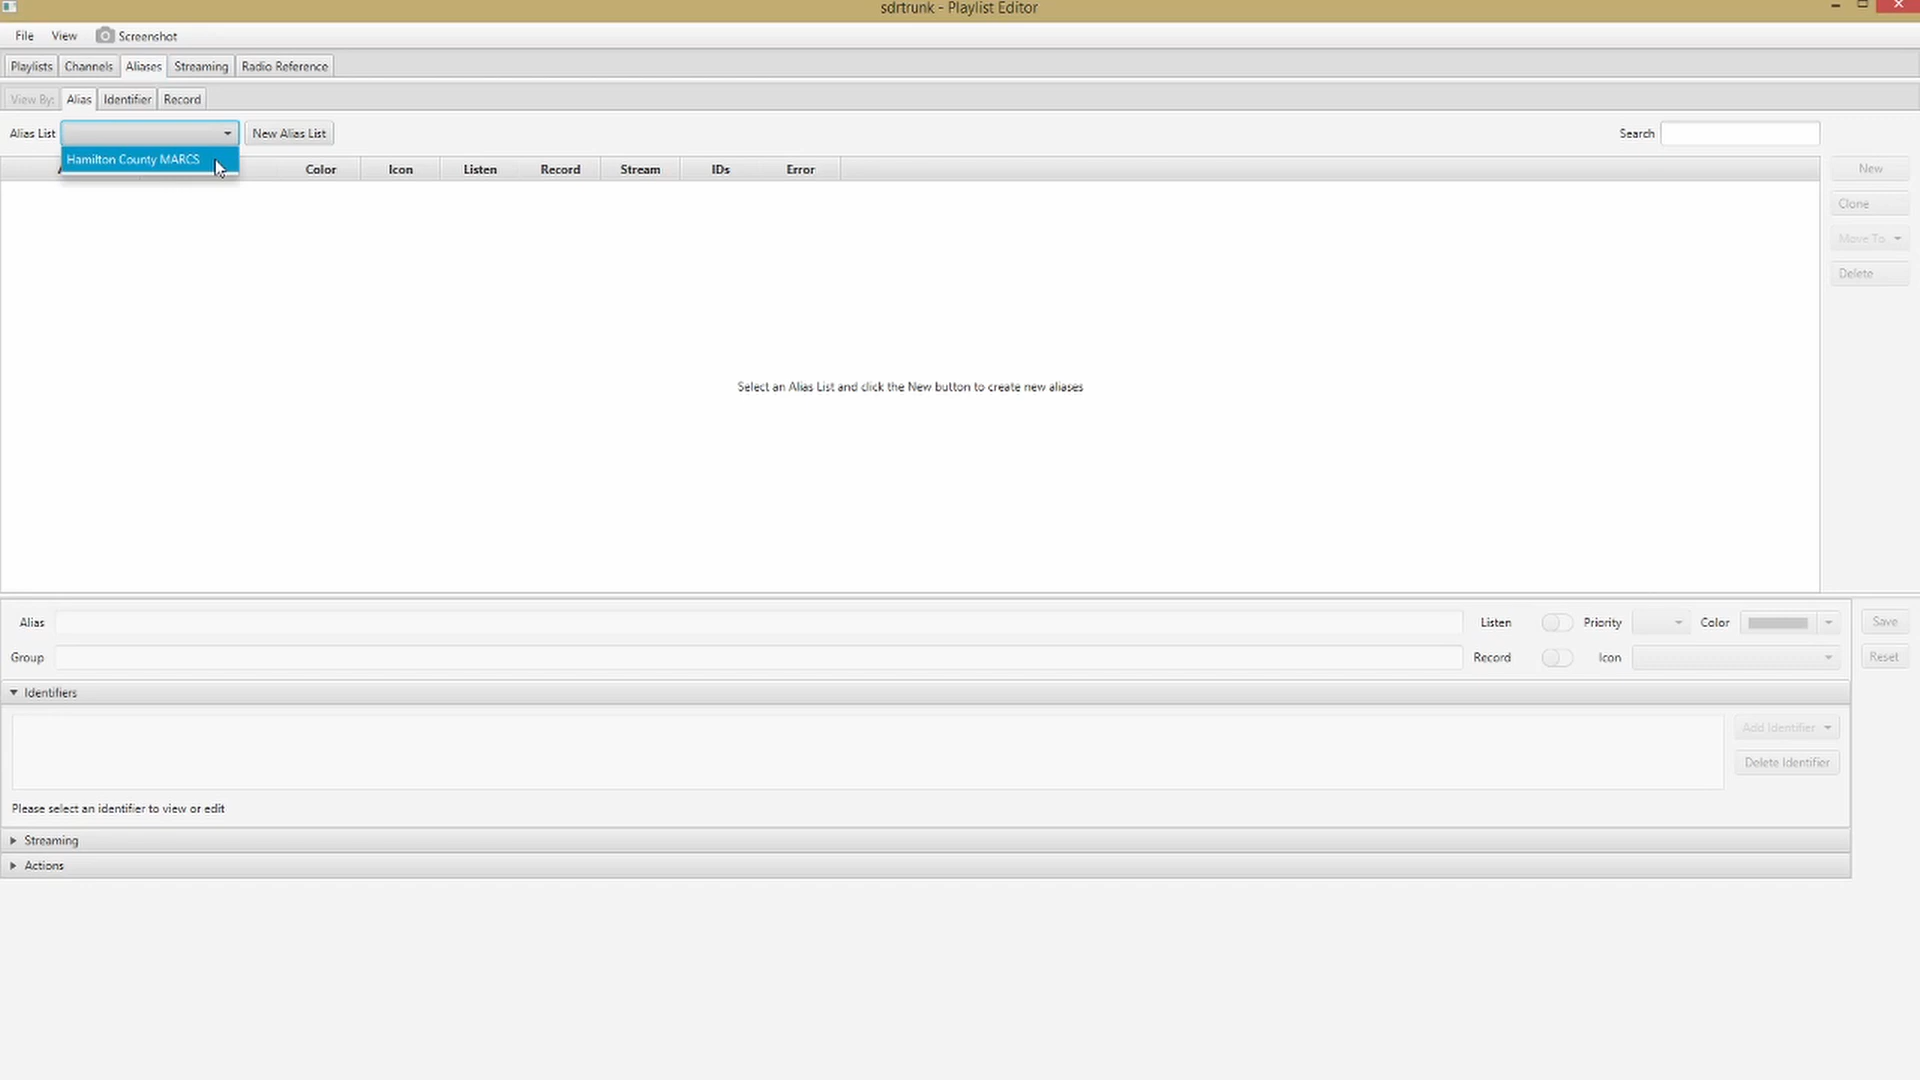 sdrtrunk - Playlist Editor
File View Screenshot
Playlists Channels Aliases Streaming Radio Reference
View By: Alias Identifier Record
Alias List New Alias List Search
Hamilton County MARCS
Color Icon Listen Record Stream IDs Error New
Clone
Move To
Delete
Select an Alias List and click the New button to create new aliases
Alias Listen Priority Color Save
Group Record Icon Reset
Identifiers
Add Identifier
Delete Identifier
Please select an identifier to view or edit
Streaming
Actions